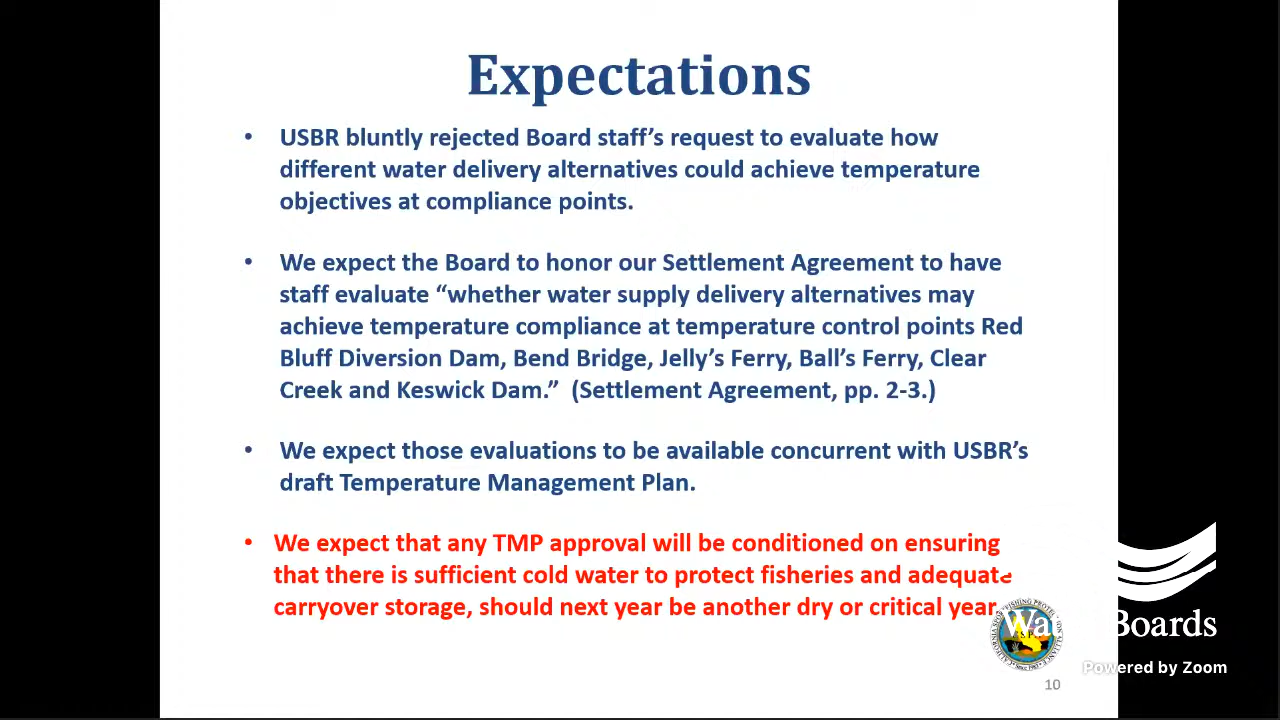 Expectations
• USBR bluntly rejected Board staff's request to evaluate how
different water delivery alternatives could achieve temperature
objectives at compliance points.
• We expect the Board to honor our Settlement Agreement to have
staff evaluate “whether water supply delivery alternatives may
achieve temperature compliance at temperature control points Red
Bluff Diversion Dam, Bend Bridge, Jelly's Ferry, Ball's Ferry, Clear
Creek and Keswick Dam.” (Settlement Agreement, pp. 2-3.)
• We expect those evaluations to be available concurrent with USBR's
draft Temperature Management Plan.
• We expect that any TMP approval will be conditioned on ensuring
that there is sufficient cold water to protect fisheries and adequate
carryover storage, should next year be another dry or critical year.
Boards
Powered by Zoom
10